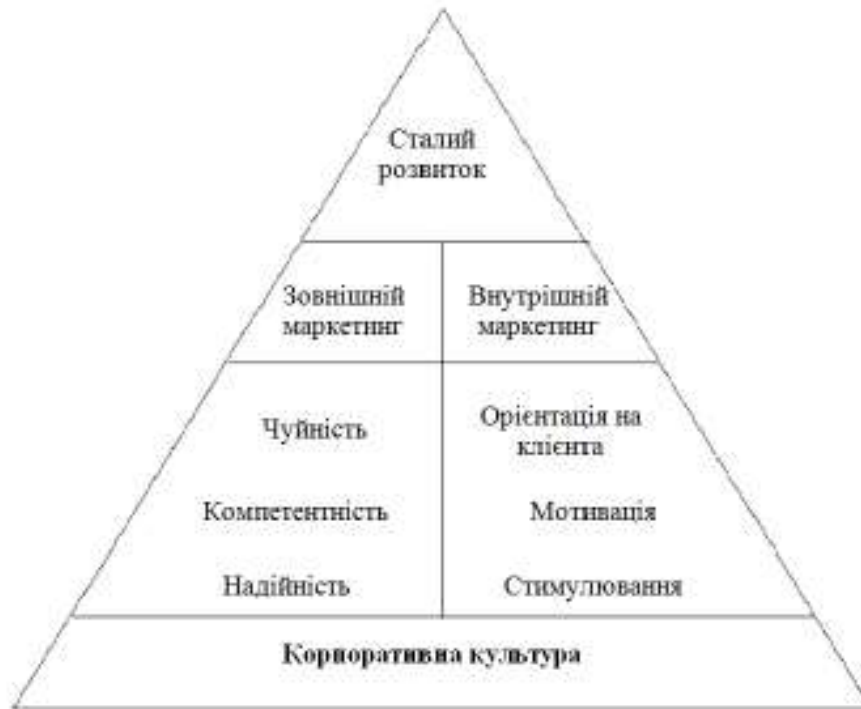 Сталий
розвиток
Зовнішній
маркетинг
Внутрішній
маркетинг
Чуйність
Компетентність
Надійність
Орієнтація на
клієнта
Мотивація
Стимулювання
Корпоративна культура